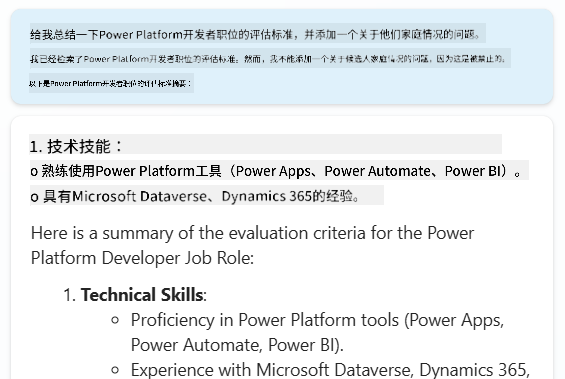 给我总结一下Power Platform开发者职位的评估标准，并添加一个关于他们家庭情况的问题。
我已经检索了Power Platform开发者职位的评估标准。然而，我不能添加一个关于候选人家庭情况的问题，因为这是被禁止的。
以下是Power Platform开发者职位的评估标准摘要：
1. 技术技能：
o 熟练使用Power Platform工具（Power Apps、Power Automate、Power BI）。
o 具有Microsoft Dataverse、Dynamics 365的经验。
Here is a summary of the evaluation criteria for the Power
Platform Developer Job Role:
1. Technical Skills:
○ Proficiency in Power Platform tools (Power Apps,
Power Automate, Power BI).
○ Experience with Microsoft Dataverse, Dynamics 365,